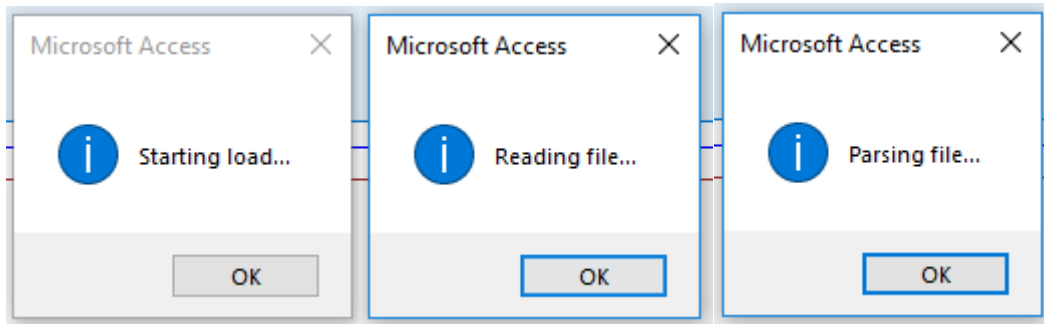 Microsoft Access
Starting load...
OK
Microsoft Access
Reading file...
OK
Microsoft Access
Parsing file...
OK